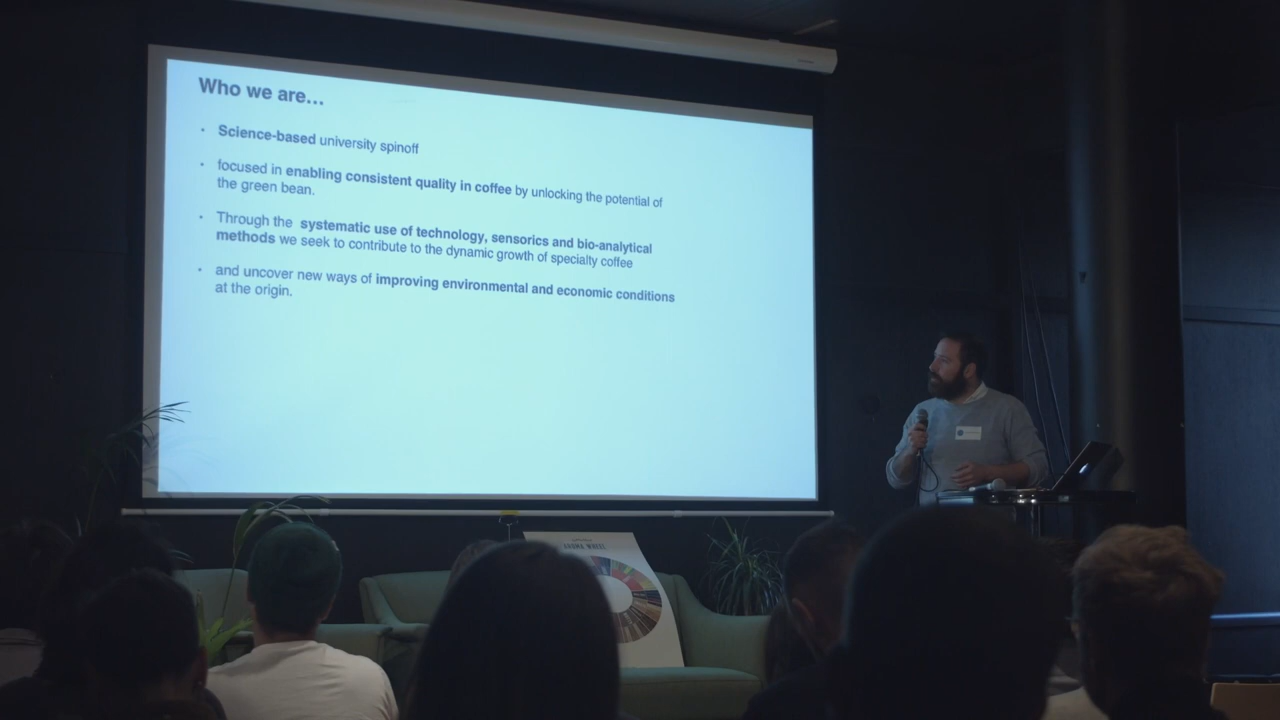 Who we are…
• Science-based university spinoff
• focused in enabling consistent quality in coffee by unlocking the potential of
the green bean.
• Through the systematic use of technology, sensorics and bio-analytical
methods we seek to contribute to the dynamic growth of specialty coffee
• and uncover new ways of improving environmental and economic conditions
at the origin.